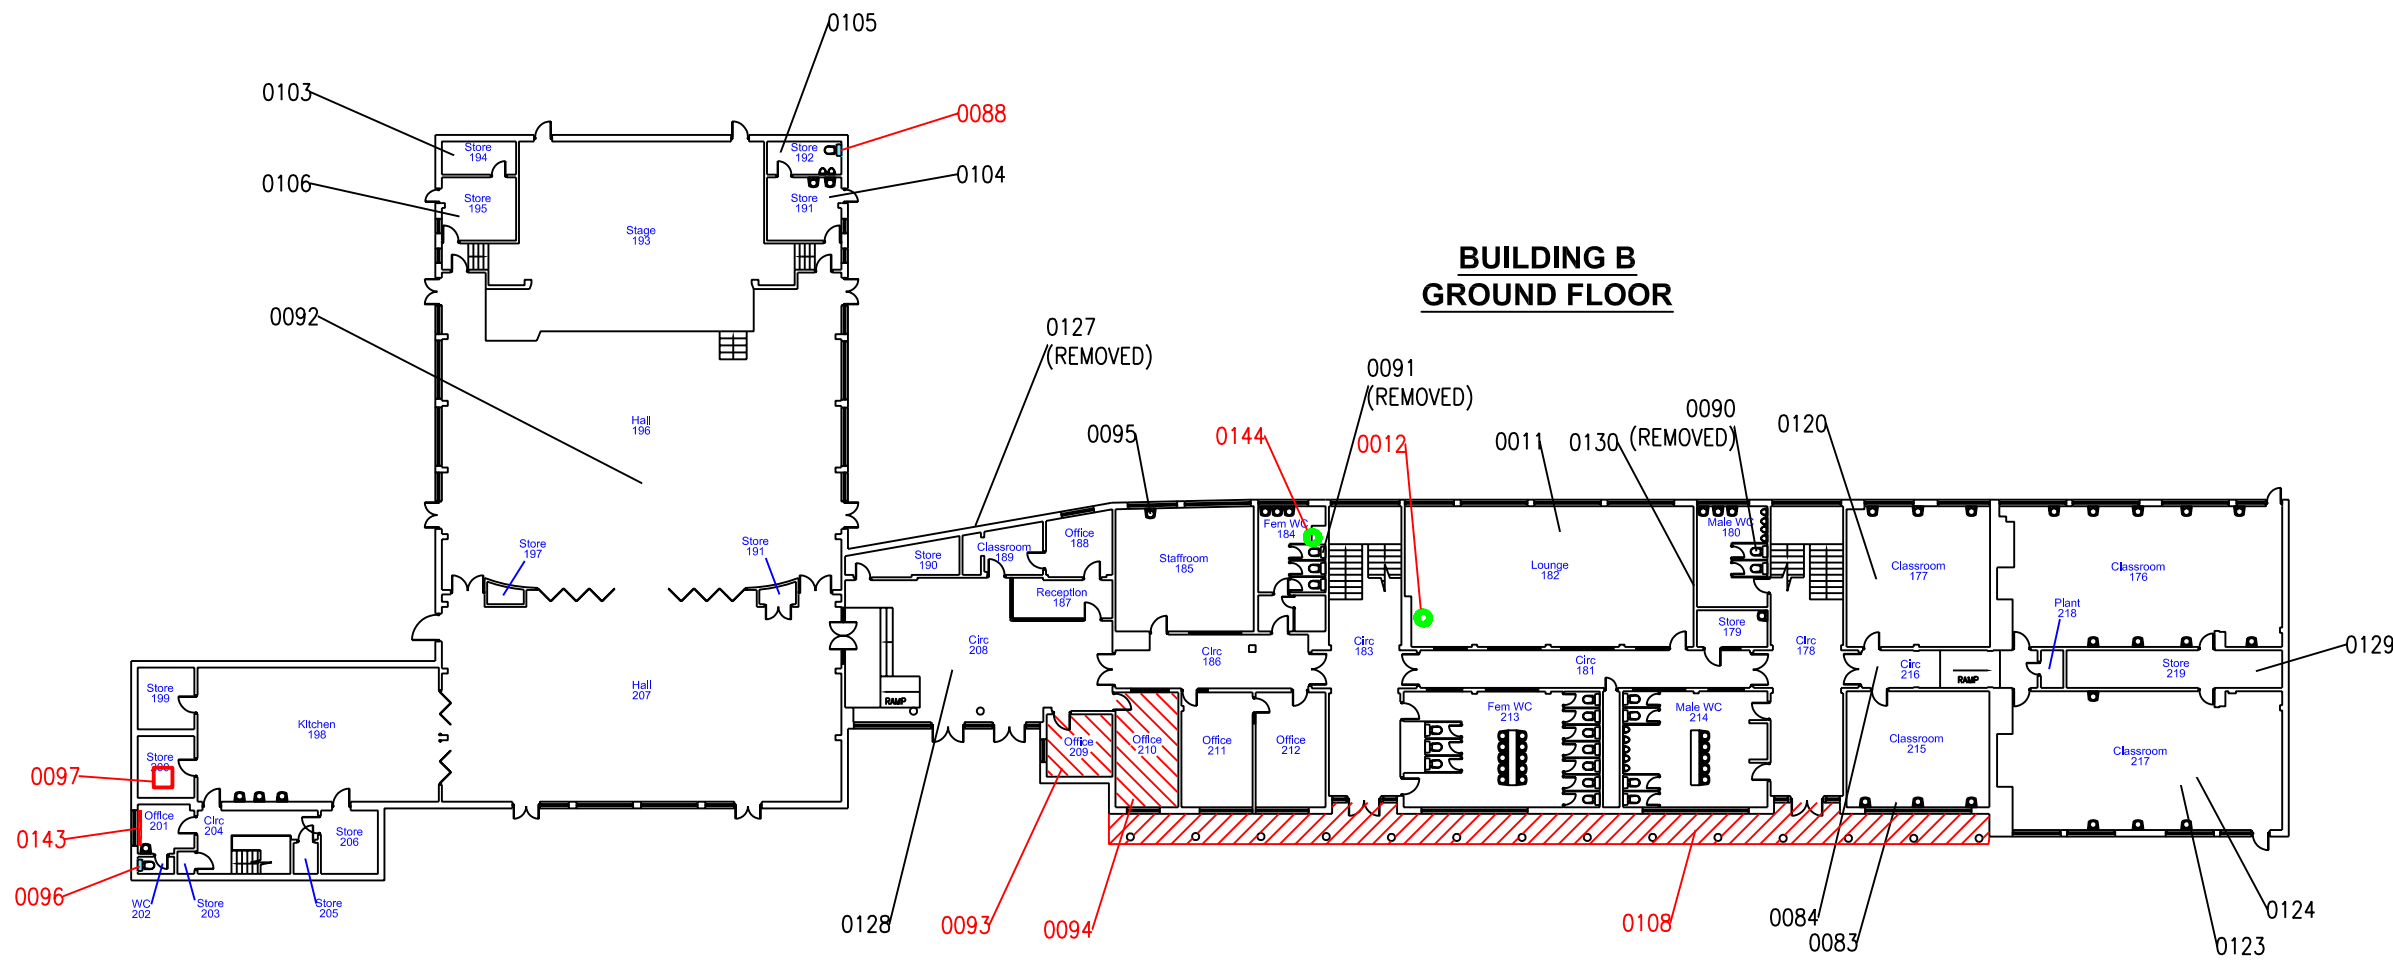 0105
0103
0088
Store
194
Store
192
0106
0104
Store
195
Store
191
Stage
193
BUILDING B
GROUND FLOOR
0092
0127
(REMOVED)
0091
(REMOVED)
0090
(REMOVED)
0120
0095
0144
0012
0011
0130
Hall
196
Store
197
Store
191
Store
190
Classroom
189
Office
188
Reception
187
Staffroom
185
Fem WC
184
Lounge
182
Male WC
180
Store
179
Classroom
177
Classroom
176
Plant
218
0129
Circ
208
Circ
186
Circ
183
Circ
181
Circ
178
Circ
216
RAMP
Store
219
Store
199
Kitchen
198
Hall
207
RAMP
Office
209
Office
210
Office
211
Office
212
Fem WC
213
Male WC
214
Classroom
215
Classroom
217
Store
200
0097
0143
Office
201
Circ
204
Store
206
0096
WC
202
Store
203
Store
205
0128
0093
0094
0108
0084
0083
0124
0123